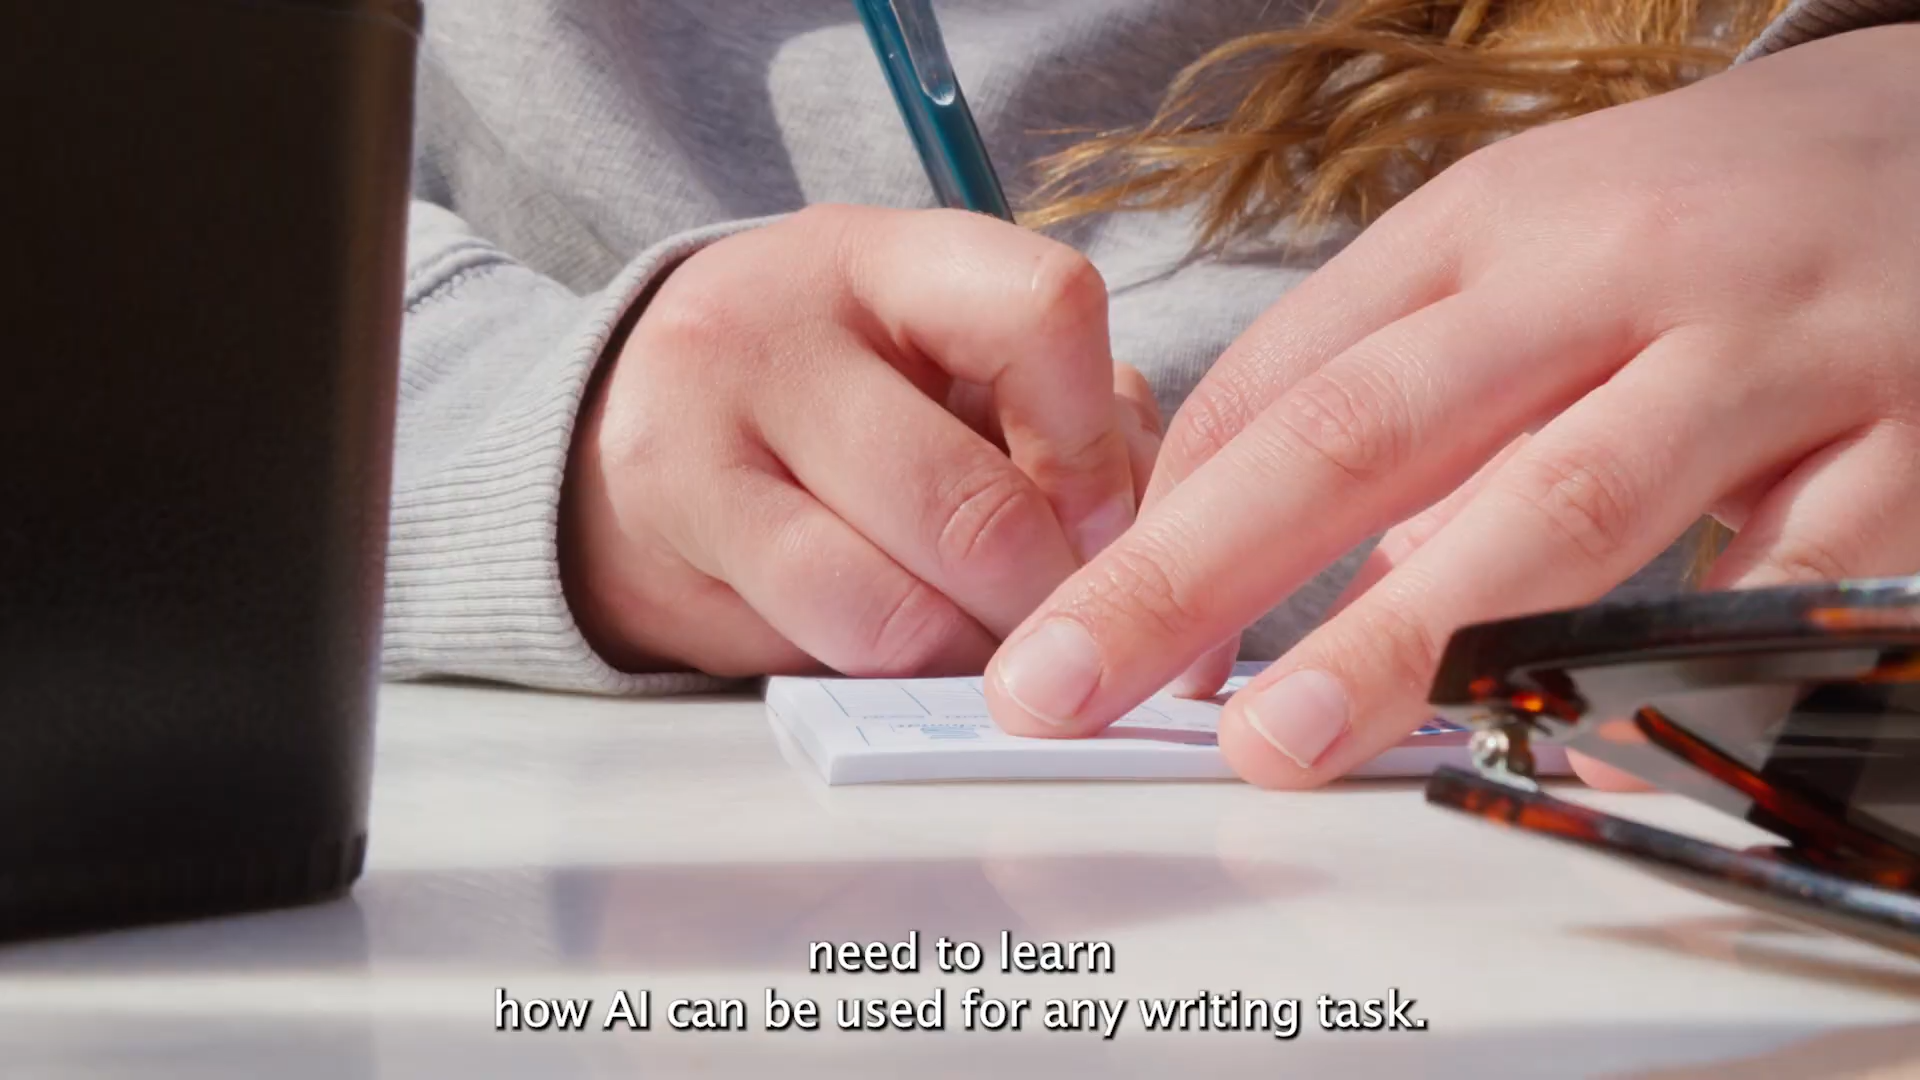 need to learn
how AI can be used for any writing task.